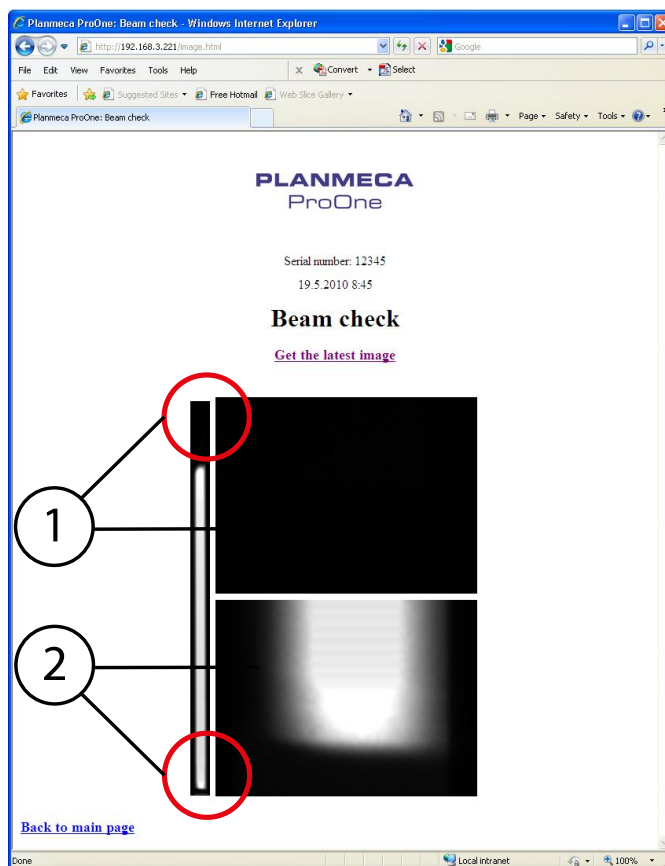 Planmeca ProOne: Beam check - Windows Internet Explorer
http://192.168.3.221/image.html
Google
File Edit View Favorites Tools Help
x Convert Select
Favorites
Suggested Sites
Free Hotmail
Web Slice Gallery
Planmeca ProOne: Beam check
Page Safety Tools
PLANMECA
ProOne
Serial number: 12345
19.5.2010 8:45
Beam check
Get the latest image
1
2
Back to main page
Done
Local intranet
100%